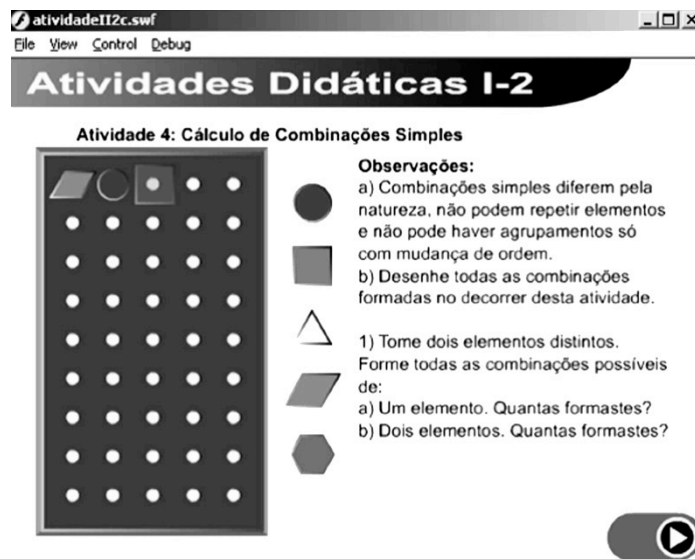 atividadeII2c.swf
File View Control Debug
Atividades Didáticas I-2
Atividade 4: Cálculo de Combinações Simples
Observações:
a) Combinações simples diferem pela
natureza, não podem repetir elementos
e não pode haver agrupamentos só
com mudança de ordem.
b) Desenhe todas as combinações
formadas no decorrer desta atividade.
1) Tome dois elementos distintos.
Forme todas as combinações possíveis
de:
a) Um elemento. Quantas formastes?
b) Dois elementos. Quantas formastes?